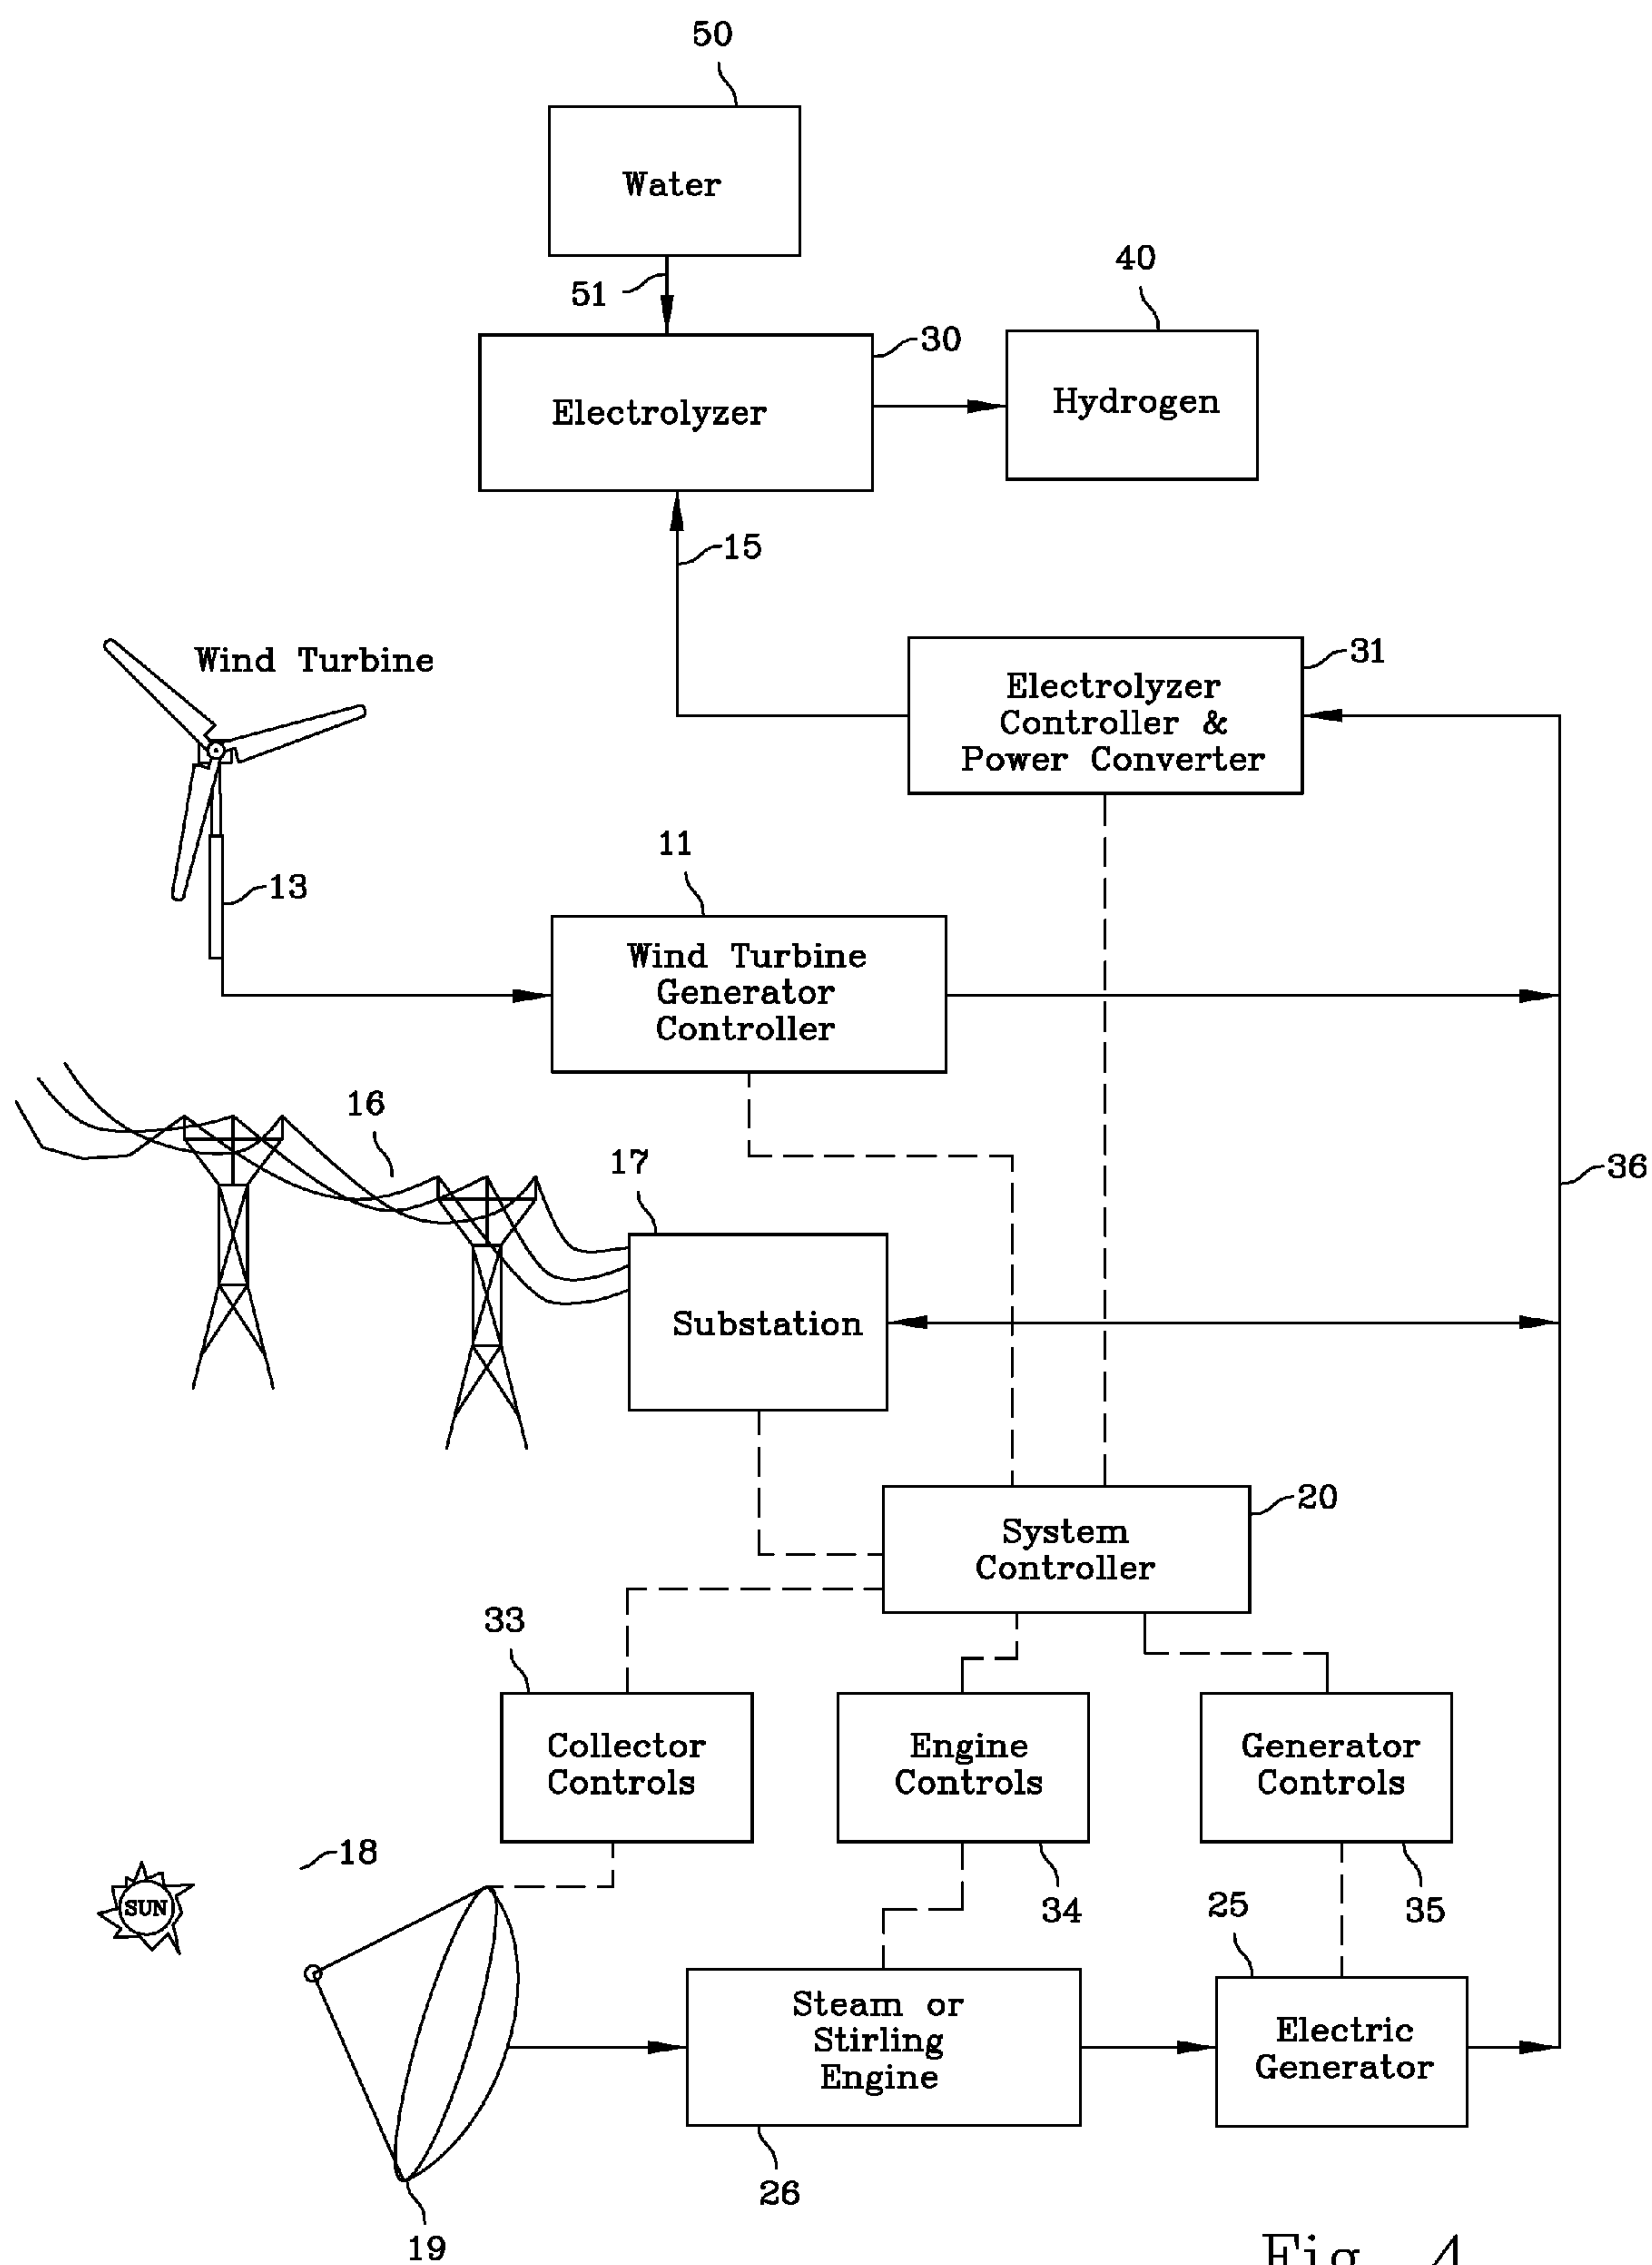 50
Water
51
40
30
Electrolyzer
Hydrogen
15
Wind Turbine
31
Electrolyzer
Controller &
Power Converter
13
11
Wind Turbine
Generator
Controller
16
17
36
Substation
20
System
Controller
33
Collector
Controls
Engine
Controls
Generator
Controls
18
SUN
34
25
35
Steam or
Stirling
Engine
Electric
Generator
26
19
Fig. 4